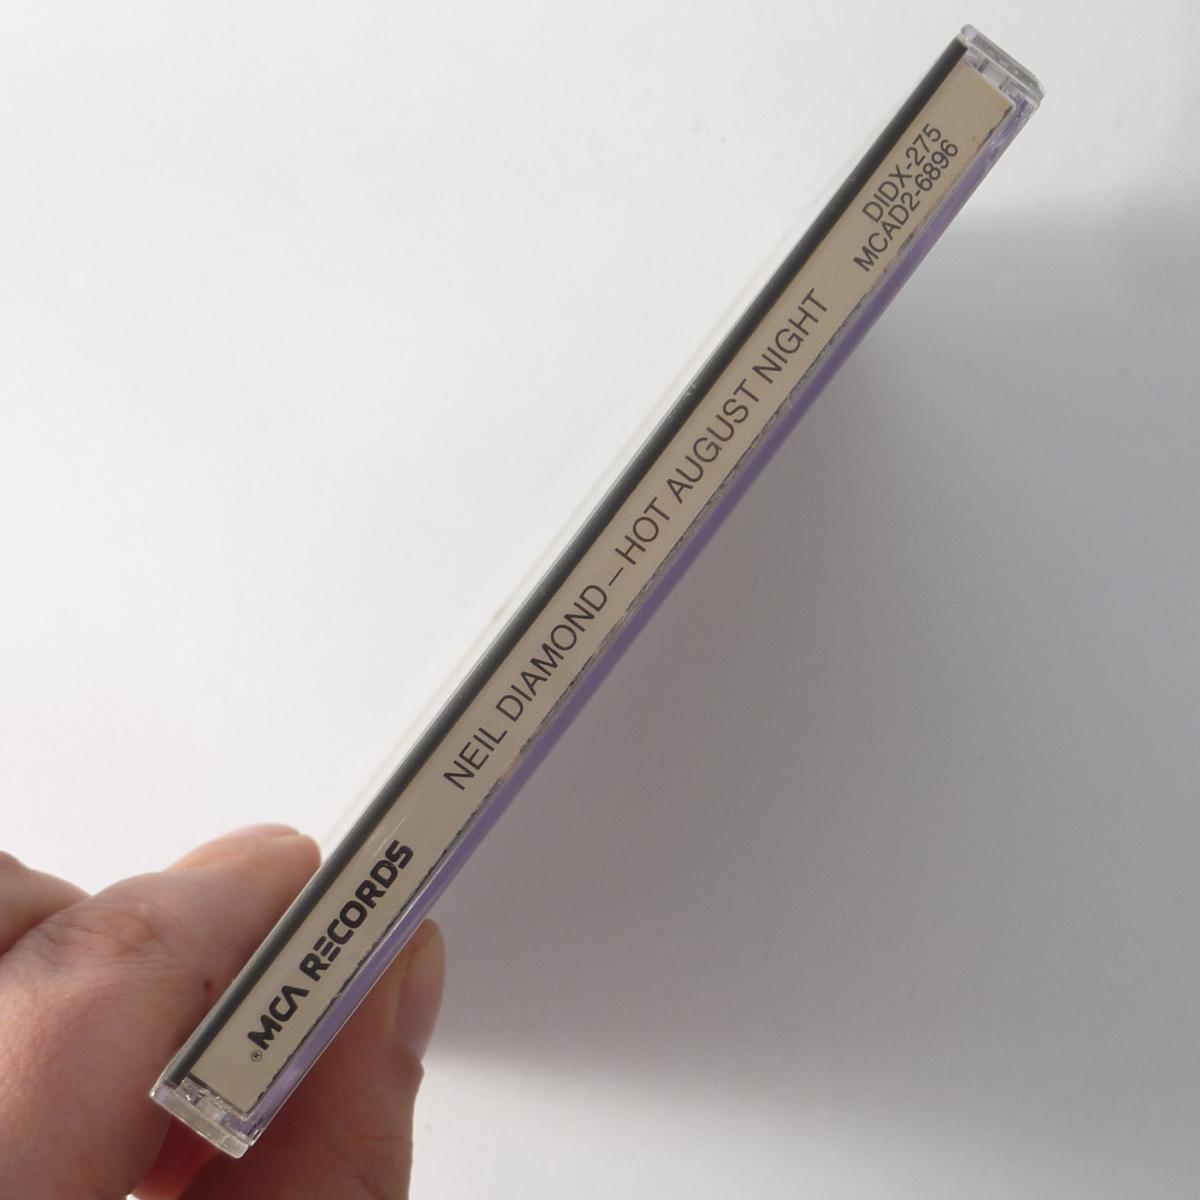 ® MCA RECORDS
NEIL DIAMOND – HOT AUGUST NIGHT
DIDX-275
MCAD2-6896